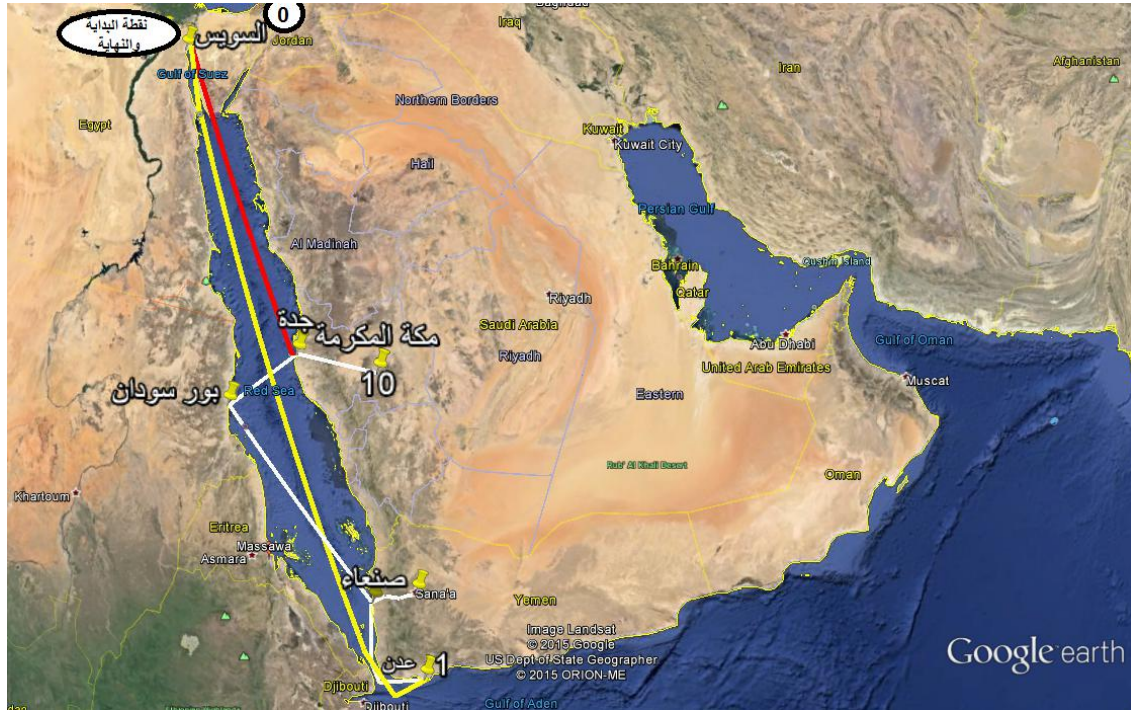 نقطة البداية
والنهاية
0
السويس
Iraq
Jordan
Iran
Afghanistan
Gulf of Suez
Northern Borders
Egypt
Kuwait
Kuwait City
Hail
Persian Gulf
Al Madinah
Bahrain
Qatar
Riyadh
جدة
مكة المكرمة
Saudi Arabia
Riyadh
Abu Dhabi
Gulf of Oman
United Arab Emirates
Muscat
10
بور سودان
Red Sea
Eastern
Rub' Al Khali Desert
Oman
Khartoum
Eritrea
Massawa
Asmara
صنعاء
Sana'a
Yemen
Image Landsat
© 2015 Google
US Dept of State Geographer
© 2015 ORION-ME
Google earth
عدن
1
Djibouti
Djibouti
Gulf of Aden